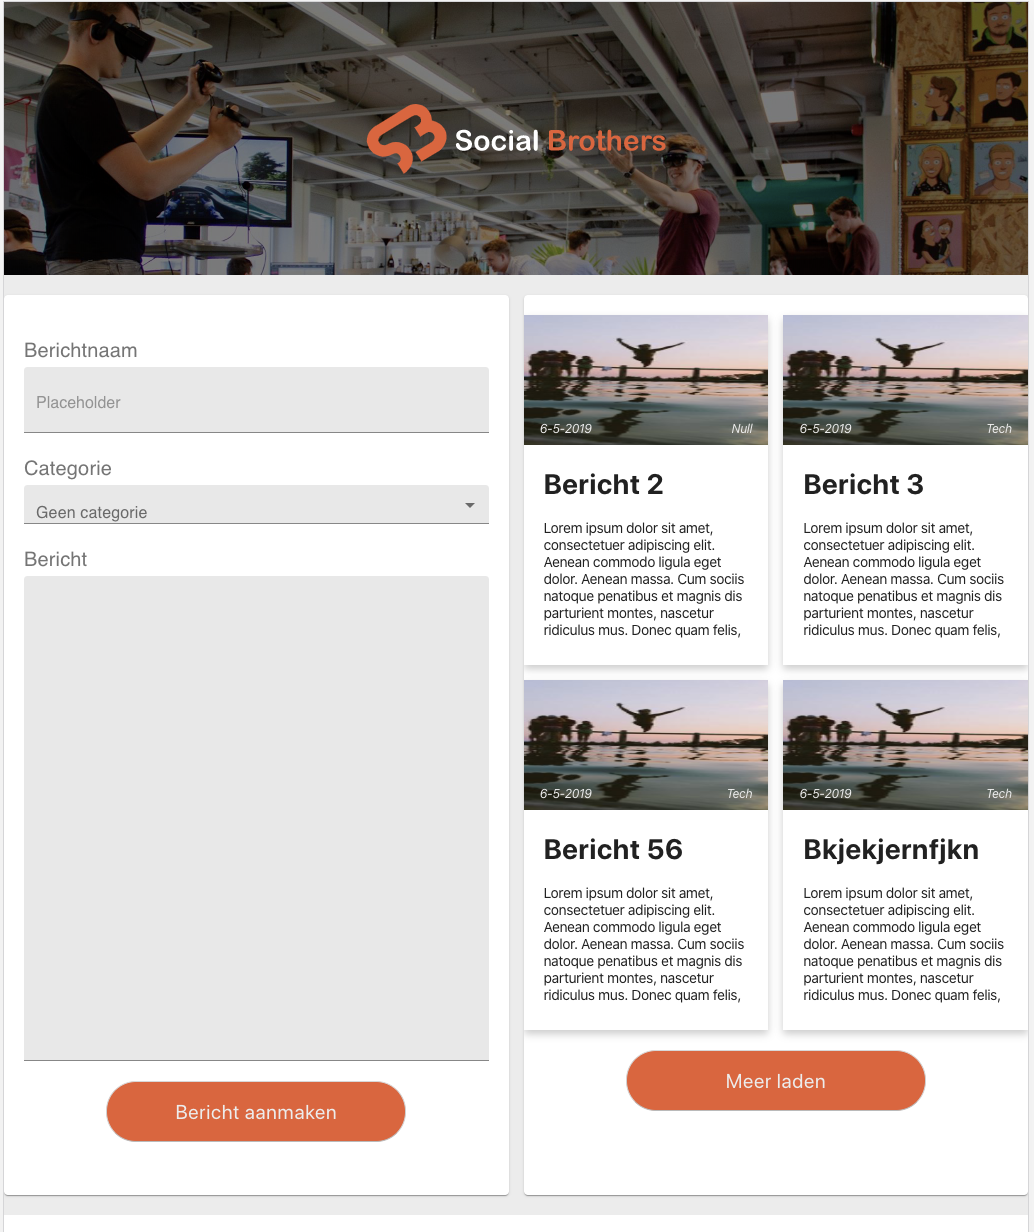 Social Brothers
Berichtnaam
Placeholder
Categorie
Geen categorie
Bericht
Bericht aanmaken
6-5-2019 Null
Bericht 2
Lorem ipsum dolor sit amet,
consectetuer adipiscing elit.
Aenean commodo ligula eget
dolor. Aenean massa. Cum sociis
natoque penatibus et magnis dis
parturient montes, nascetur
ridiculus mus. Donec quam felis,
6-5-2019 Tech
Bericht 3
Lorem ipsum dolor sit amet,
consectetuer adipiscing elit.
Aenean commodo ligula eget
dolor. Aenean massa. Cum sociis
natoque penatibus et magnis dis
parturient montes, nascetur
ridiculus mus. Donec quam felis,
6-5-2019 Tech
Bericht 56
Lorem ipsum dolor sit amet,
consectetuer adipiscing elit.
Aenean commodo ligula eget
dolor. Aenean massa. Cum sociis
natoque penatibus et magnis dis
parturient montes, nascetur
ridiculus mus. Donec quam felis,
6-5-2019 Tech
Bkjekjernfjkn
Lorem ipsum dolor sit amet,
consectetuer adipiscing elit.
Aenean commodo ligula eget
dolor. Aenean massa. Cum sociis
natoque penatibus et magnis dis
parturient montes, nascetur
ridiculus mus. Donec quam felis,
Meer laden